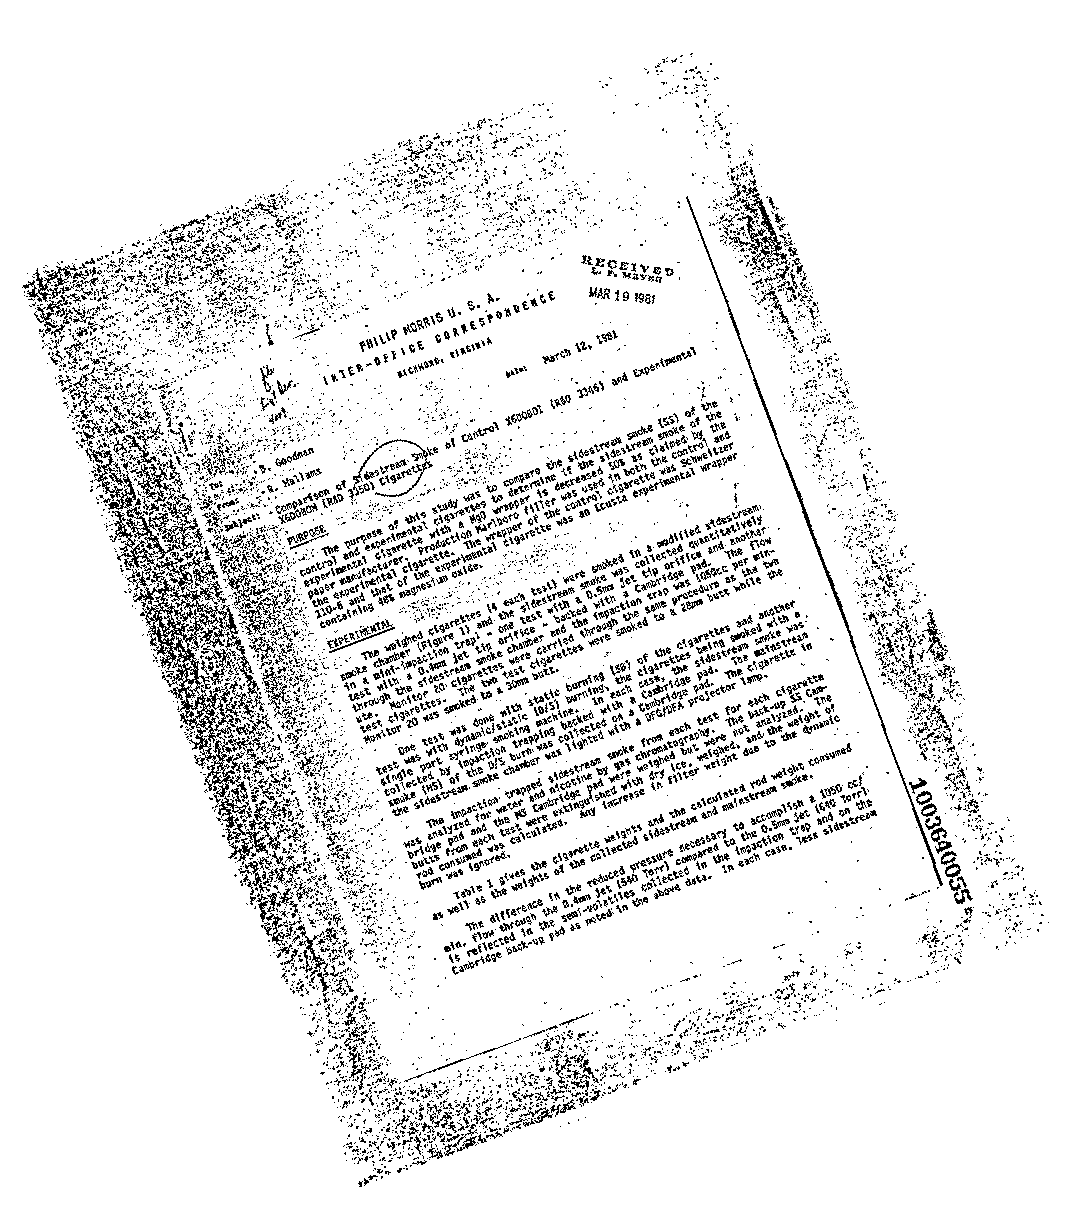 RECEIVED
MAR 19 1981
PHILIP MORRIS U. S. A.
INTER-OFFICE CORRESPONDENCE
RICHMOND, VIRGINIA
Date: March 12, 1981
To: B. Goodman
From: R. Kallams
Subject: Comparison of Sidestream Smoke of Control X6D08D1 (R&D 3346) and Experimental
(R&D 3350) Cigarettes
PURPOSE
The purpose of this study was to compare the sidestream smoke (SS) of the
control and experimental cigarettes to determine if the sidestream smoke of the
experimental cigarette with a MgO wrapper is decreased 50% as claimed by the
paper manufacturer. Production Marlboro filler was used in both the control and
the experimental cigarette. The wrapper of the control cigarette was Schweitzer
and that of the experimental cigarette was an Ecusta experimental wrapper
containing magnesium oxide.
EXPERIMENTAL
The weighed cigarettes (4 each test) were smoked in a modified sidestream
smoke chamber (Figure 1) and the sidestream smoke was collected quantitatively
in a mini-impaction trap - one test with a 0.5mm jet tip orifice and another
test with a 0.4mm jet tip orifice - backed with a Cambridge pad. The flow
through the sidestream smoke chamber and the impaction trap was 1050cc per min-
ute. Monitor 20 cigarettes were carried through the same procedure as the two
test cigarettes. The two test cigarettes were smoked to a 28mm butt while the
Monitor 20 was smoked to a 30mm butt.
One test was done with static burning (SB) of the cigarettes and another
test was with dynamic/static (D/S) burning, the cigarettes being smoked with a
single port syringe smoking machine. In each case, the sidestream smoke was
collected by impaction trapping backed with a Cambridge pad. The mainstream
smoke (MS) of the D/S burn was collected on a Cambridge pad. The cigarette in
the sidestream smoke chamber was lighted with a DFG/DFA projector lamp.
The impaction trapped sidestream smoke from each test for each cigarette
was analyzed for water and nicotine by gas chromatography. The back-up SS Cam-
bridge pad and the MS Cambridge pad were weighed but were not analyzed. The
butts from each test were extinguished with dry ice, weighed, and the weight of
rod consumed was calculated. Any increase in filter weight due to the dynamic
burn was ignored.
Table I gives the cigarette weights and the calculated rod weight consumed
as well as the weights of the collected sidestream and mainstream smoke.
The difference in the reduced pressure necessary to accomplish a 1050 cc/
min. flow through the 0.4mm jet (540 Torr) compared to the 0.5mm jet (640 Torr)
is reflected in the semi-volatiles collected in the impaction trap and on the
Cambridge back-up pad as noted in the above data. In each case, less sidestream
1003640055